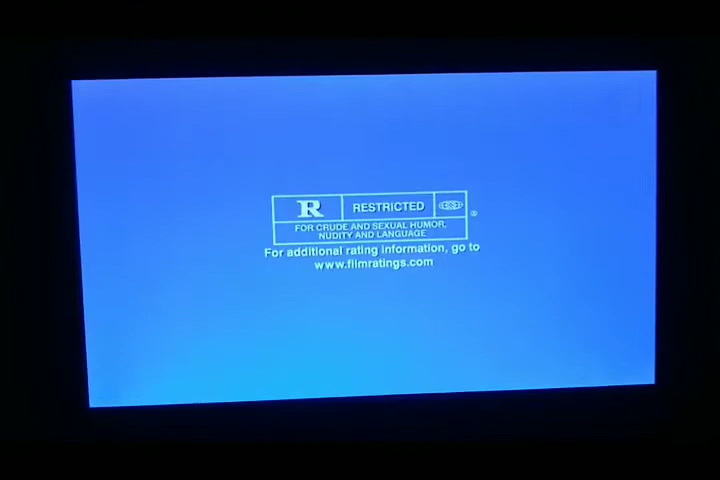 R RESTRICTED ®
FOR CRUDE AND SEXUAL HUMOR,
NUDITY AND LANGUAGE
For additional rating information, go to
www.filmratings.com